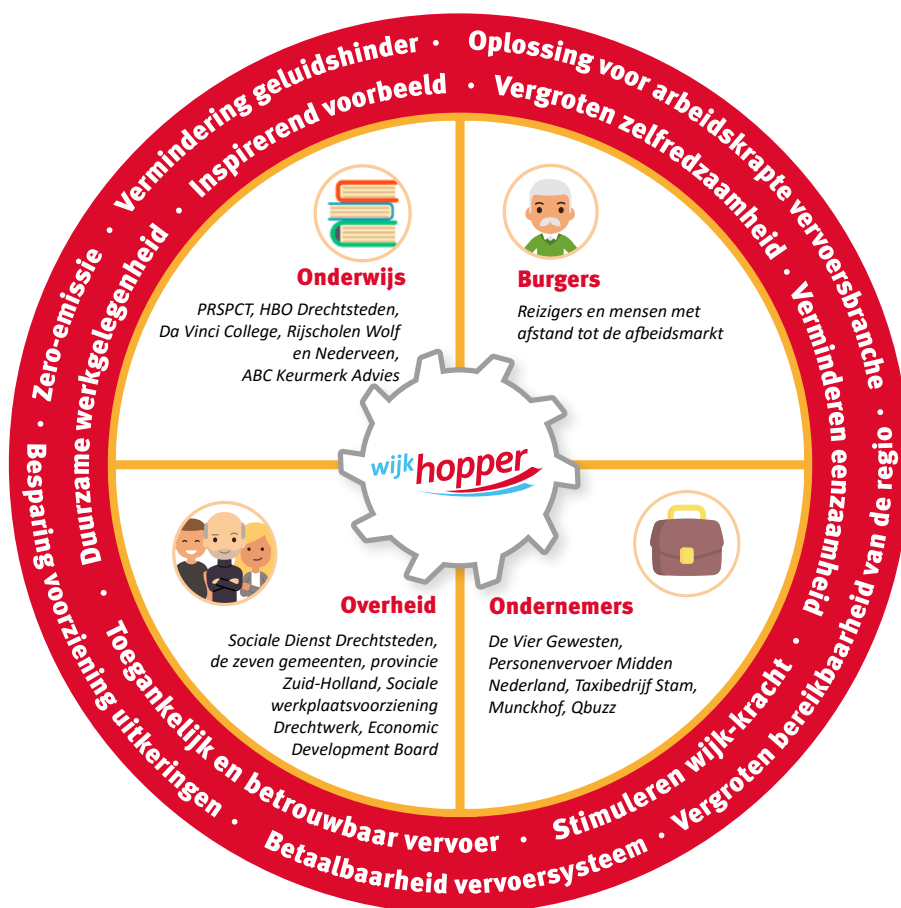 Vermindering geluidshinder · Oplossing voor arbeidskrapte vervoersbranche · Vergroten bereikbaarheid van de regio · Betaalbaarheid vervoersysteem · Besparing voorziening uitkeringen · Zero-emissie ·
Inspirerend voorbeeld · Vergroten zelfredzaamheid · Verminderen eenzaamheid · Stimuleren wijk-kracht · Toegankelijk en betrouwbaar vervoer · Duurzame werkgelegenheid ·
Onderwijs
PRSPCT, HBO Drechtsteden,
Da Vinci College, Rijscholen Wolf
en Nederveen,
ABC Keurmerk Advies
Burgers
Reizigers en mensen met
afstand tot de afbeidsmarkt
wijkhopper
Overheid
Sociale Dienst Drechtsteden,
de zeven gemeenten, provincie
Zuid-Holland, Sociale
werkplaatsvoorziening
Drechtwerk, Economic
Development Board
Ondernemers
De Vier Gewesten,
Personenvervoer Midden
Nederland, Taxibedrijf Stam,
Munckhof, Qbuzz